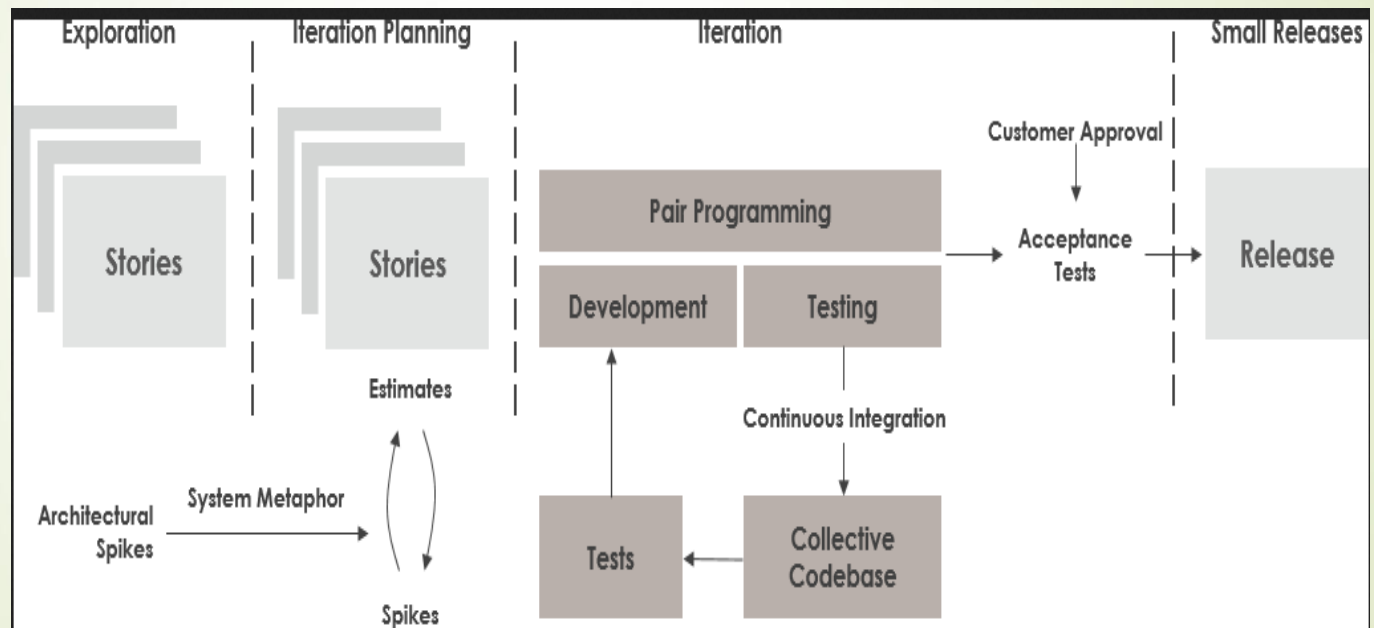 Exploration
Iteration Planning
Iteration
Small Releases
Stories
Stories
Estimates
System Metaphor
Architectural
Spikes
Spikes
Pair Programming
Development
Testing
Continuous Integration
Tests
Collective
Codebase
Customer Approval
Acceptance
Tests
Release